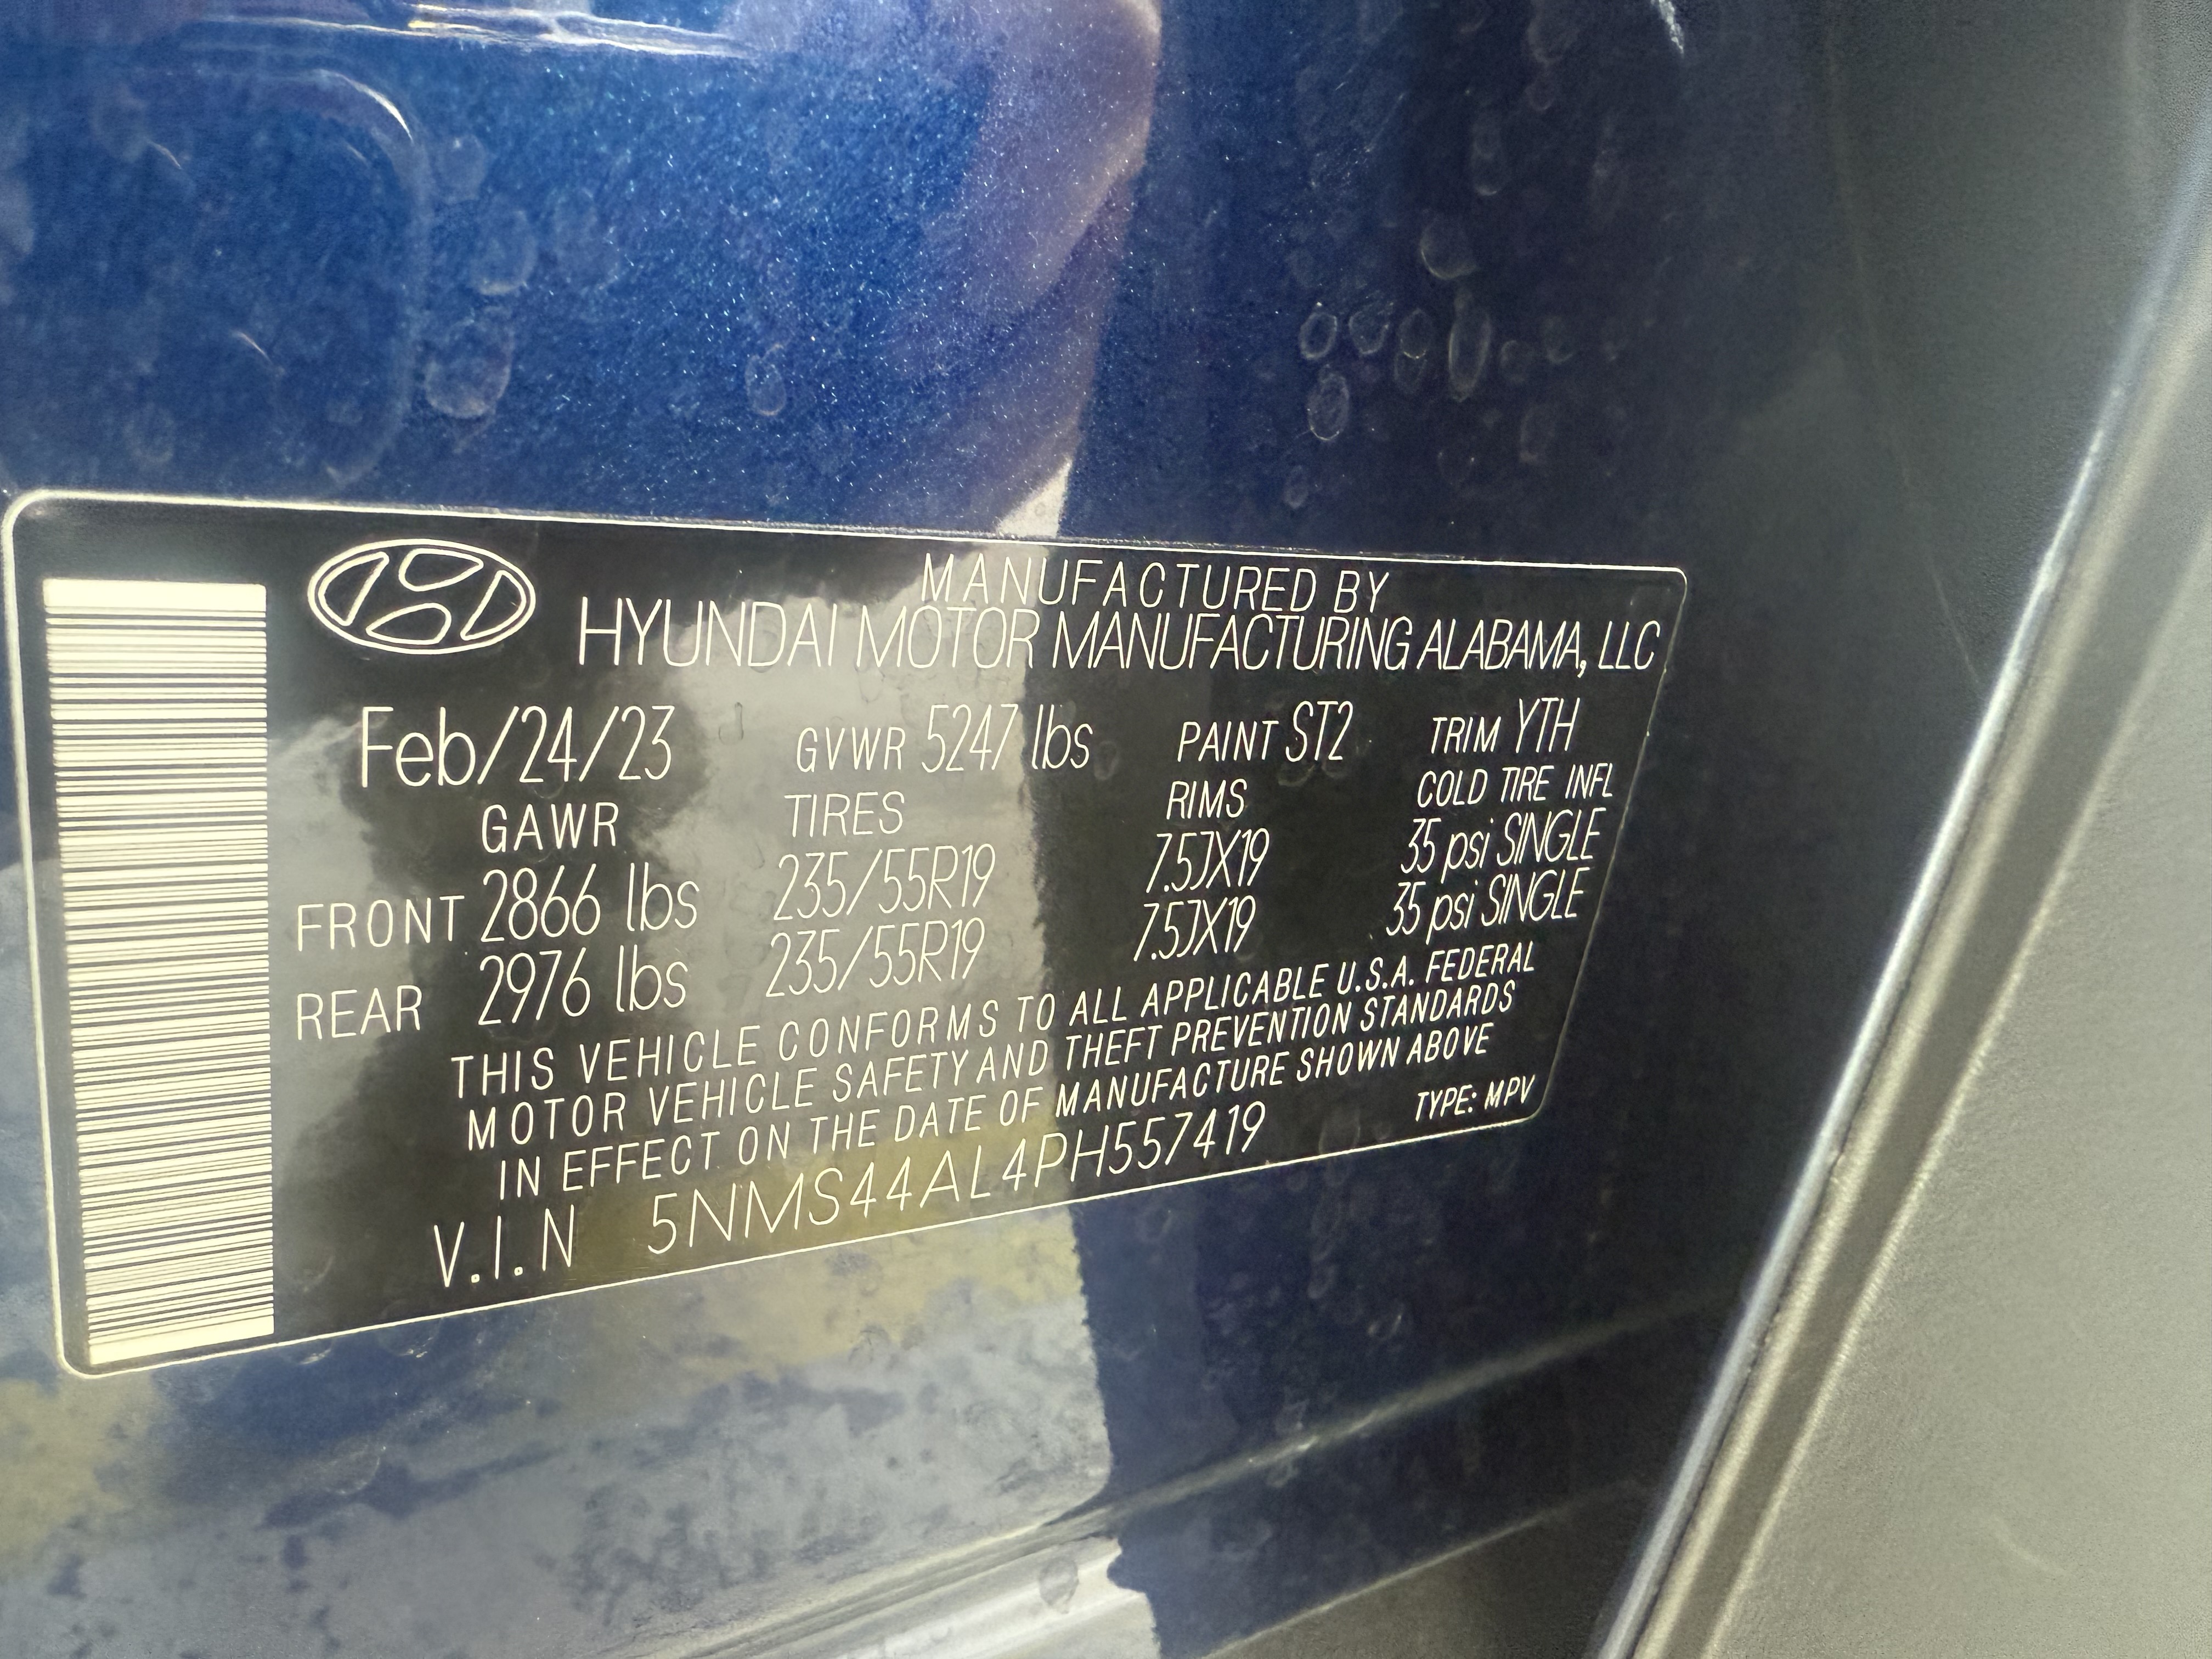 MANUFACTURED BY
HYUNDAI MOTOR MANUFACTURING ALABAMA, LLC
Feb/24/23 GVWR 5247 lbs PAINT ST2 TRIM YTH
GAWR TIRES RIMS COLD TIRE INFL
FRONT 2866 lbs 235/55R19 7.5JX19 35 psi SINGLE
REAR 2976 lbs 235/55R19 7.5JX19 35 psi SINGLE
THIS VEHICLE CONFORMS TO ALL APPLICABLE U.S.A. FEDERAL
MOTOR VEHICLE SAFETY AND THEFT PREVENTION STANDARDS
IN EFFECT ON THE DATE OF MANUFACTURE SHOWN ABOVE
V.I.N 5NMS44AL4PH557419 TYPE: MPV